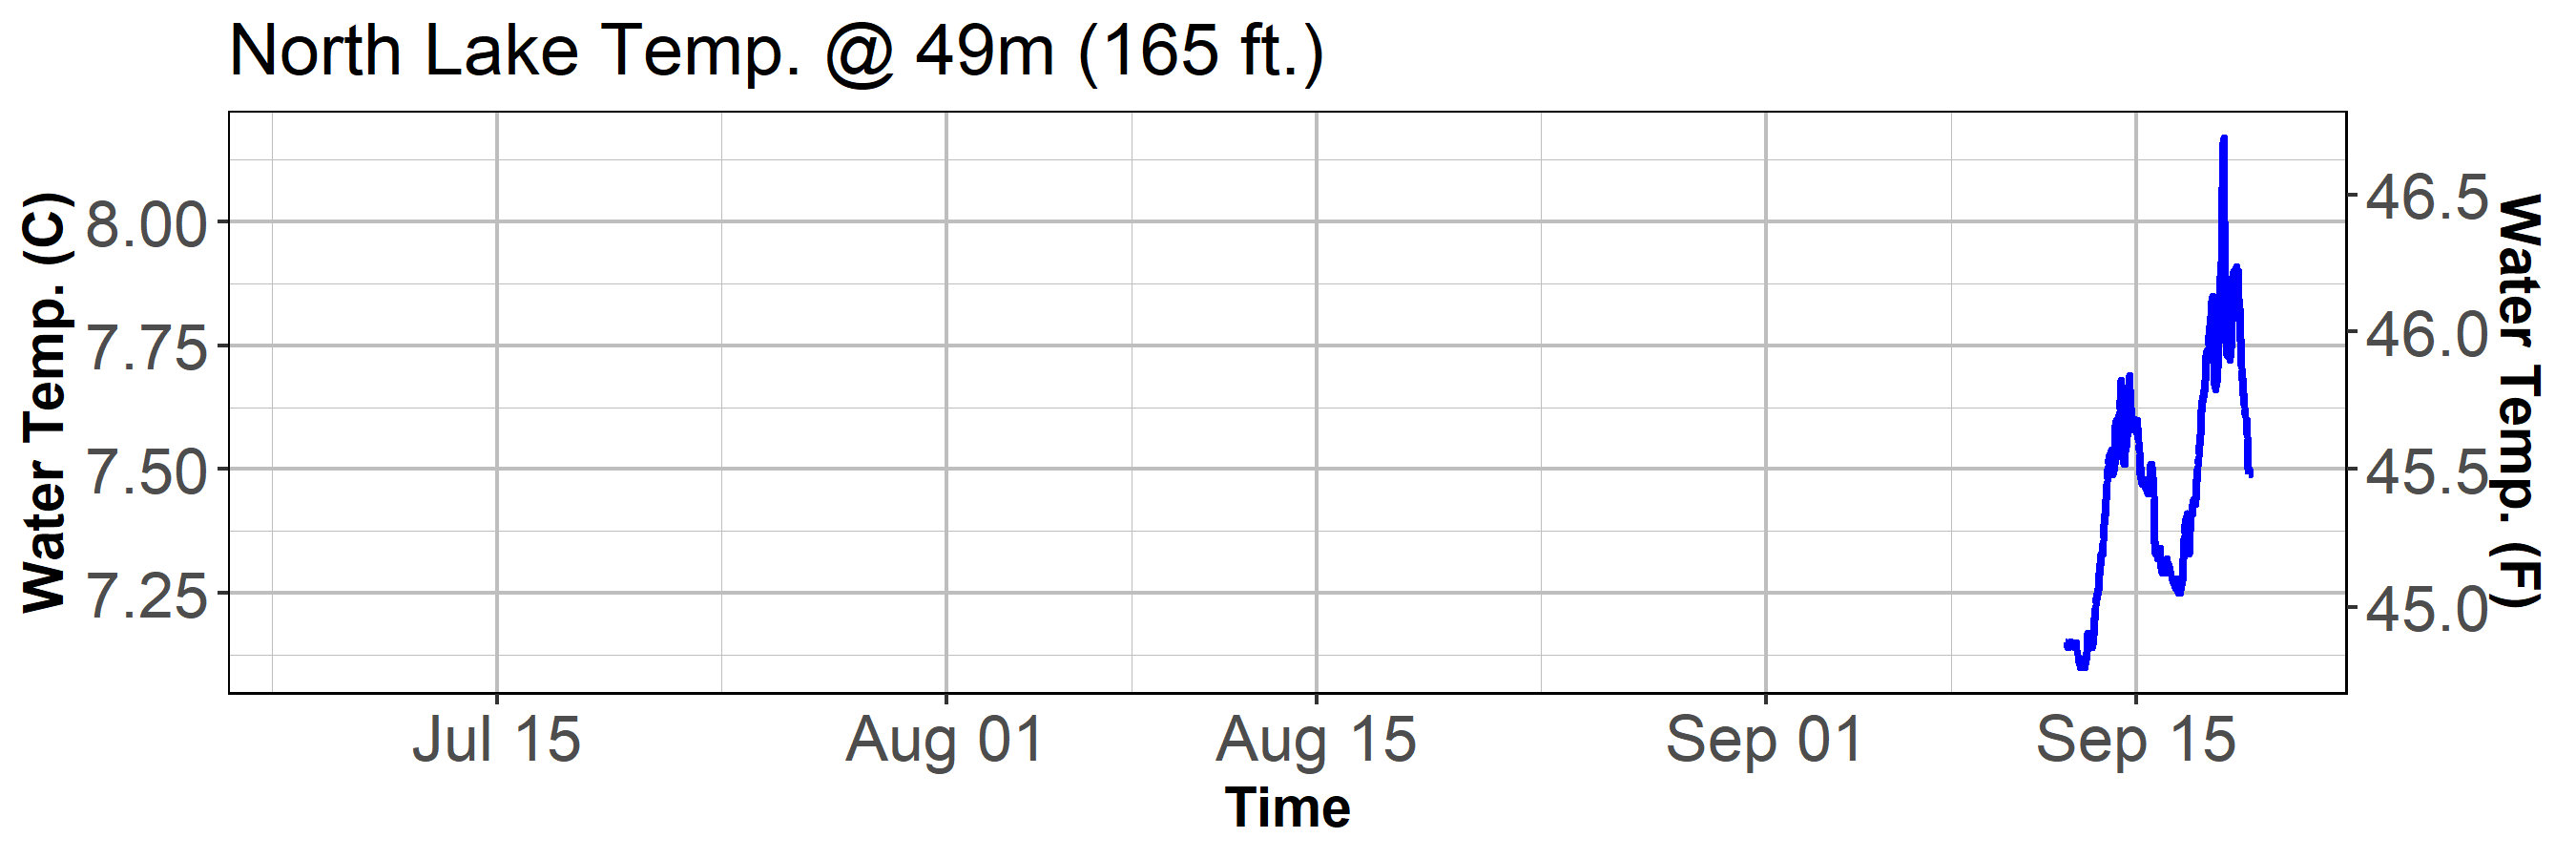 North Lake Temp. @ 49m (165 ft.)
Water Temp. (C)
8.00
7.75
7.50
7.25
46.5
46.0
45.5
45.0
Water Temp. (F)
Jul 15 Aug 01 Aug 15 Sep 01 Sep 15
Time